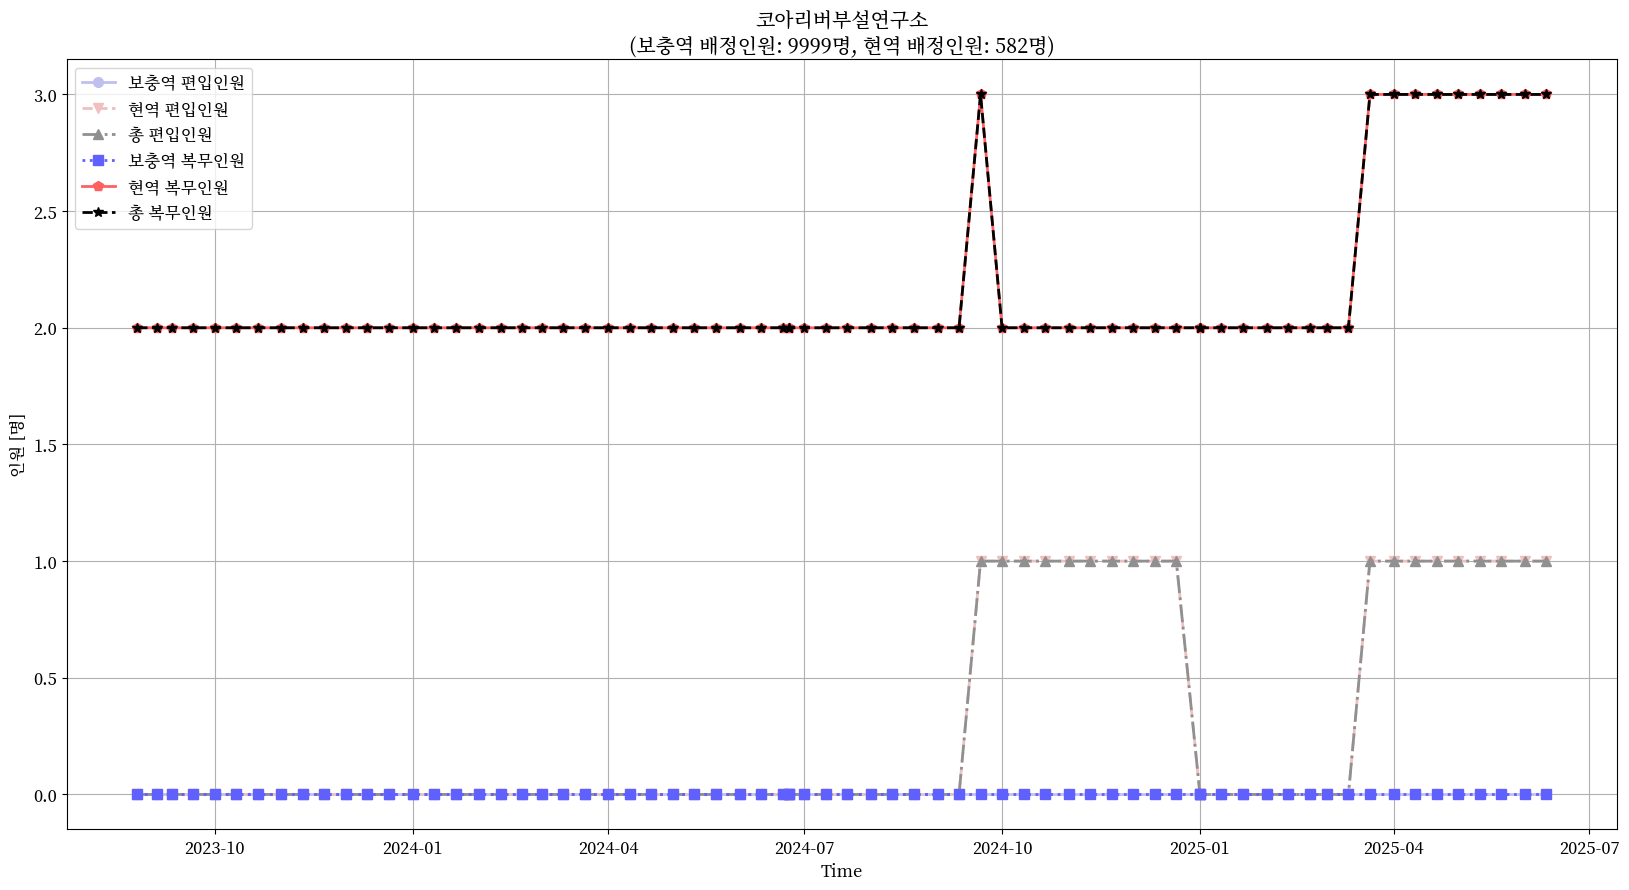 코아리버부설연구소
(보충역 배정인원: 9999명, 현역 배정인원: 582명)
보충역 편입인원
현역 편입인원
총 편입인원
보충역 복무인원
현역 복무인원
총 복무인원
3.0
2.5
2.0
1.5
1.0
0.5
0.0
인원 [명]
2023-10
2024-01
2024-04
2024-07
2024-10
2025-01
2025-04
2025-07
Time